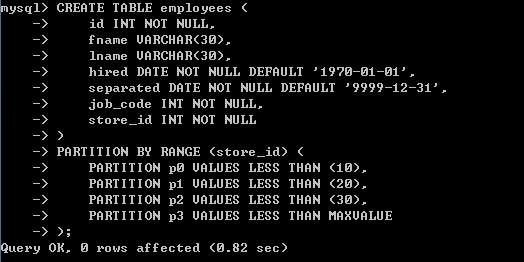 mysql> CREATE TABLE employees (
    ->     id INT NOT NULL,
    ->     fname VARCHAR(30),
    ->     lname VARCHAR(30),
    ->     hired DATE NOT NULL DEFAULT '1970-01-01',
    ->     separated DATE NOT NULL DEFAULT '9999-12-31',
    ->     job_code INT NOT NULL,
    ->     store_id INT NOT NULL
    -> )
    -> PARTITION BY RANGE (store_id) (
    ->     PARTITION p0 VALUES LESS THAN (10),
    ->     PARTITION p1 VALUES LESS THAN (20),
    ->     PARTITION p2 VALUES LESS THAN (30),
    ->     PARTITION p3 VALUES LESS THAN MAXVALUE
    -> );
Query OK, 0 rows affected (0.82 sec)